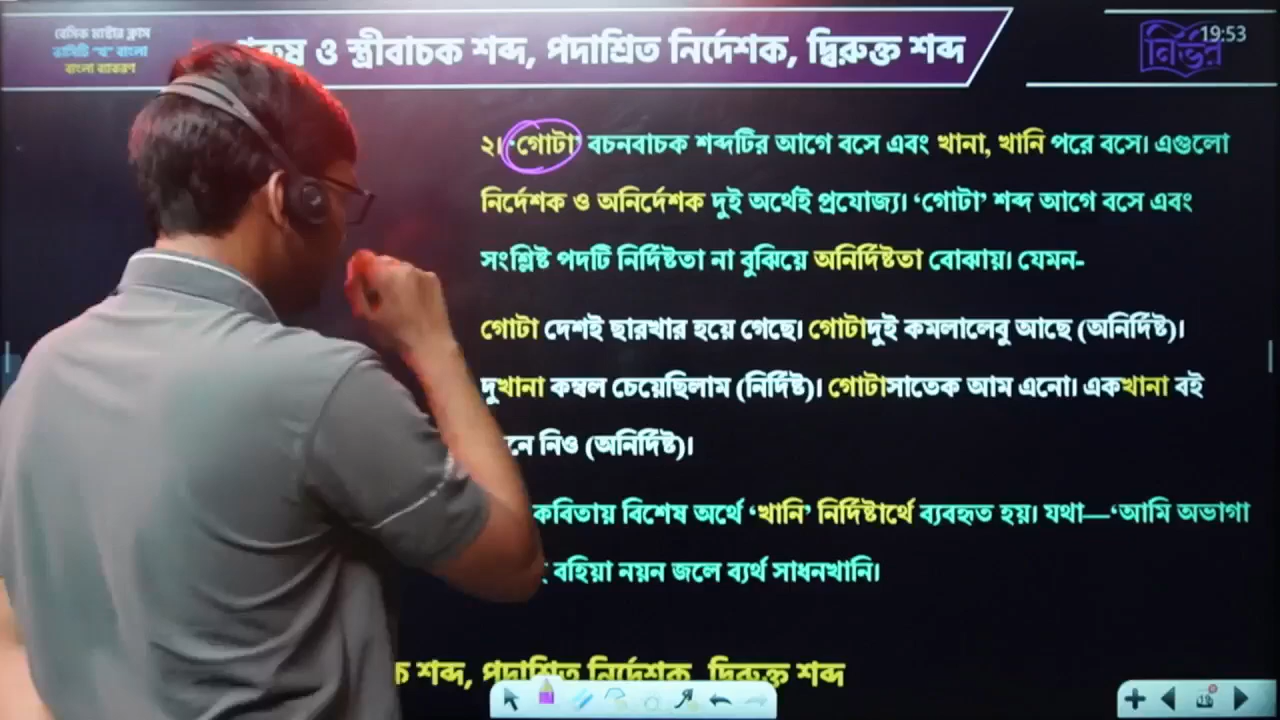 বেসিক মাস্টার ক্লাস
ভার্সিটি "খ" বাংলা
বাংলা ব্যাকরণ
ও স্ত্রীবাচক শব্দ, পদাশ্রিত নির্দেশক, দ্বিরুক্ত শব্দ
নির্ভর
19:53
২। ‘গোটা’ বচনবাচক শব্দটির আগে বসে এবং খানা, খানি পরে বসে। এগুলো
নির্দেশক ও অনির্দেশক দুই অর্থেই প্রযোজ্য। ‘গোটা’ শব্দ আগে বসে এবং
সংশ্লিষ্ট পদটি নির্দিষ্টতা না বুঝিয়ে অনির্দিষ্টতা বোঝায়। যেমন-
গোটা দেশই ছারখার হয়ে গেছে। গোটাদুই কমলালেবু আছে (অনির্দিষ্ট)।
দুখানা কম্বল চেয়েছিলাম (নির্দিষ্ট)। গোটাসাতেক আম এনো। একখানা বই
নিও (অনির্দিষ্ট)।
কবিতায় বিশেষ অর্থে ‘খানি’ নির্দিষ্টার্থে ব্যবহৃত হয়। যথা—‘আমি অভাগা
বহিয়া নয়ন জলে ব্যর্থ সাধনখানি।
শব্দ, পদাশ্রিত নির্দেশক, দ্বিরুক্ত শব্দ